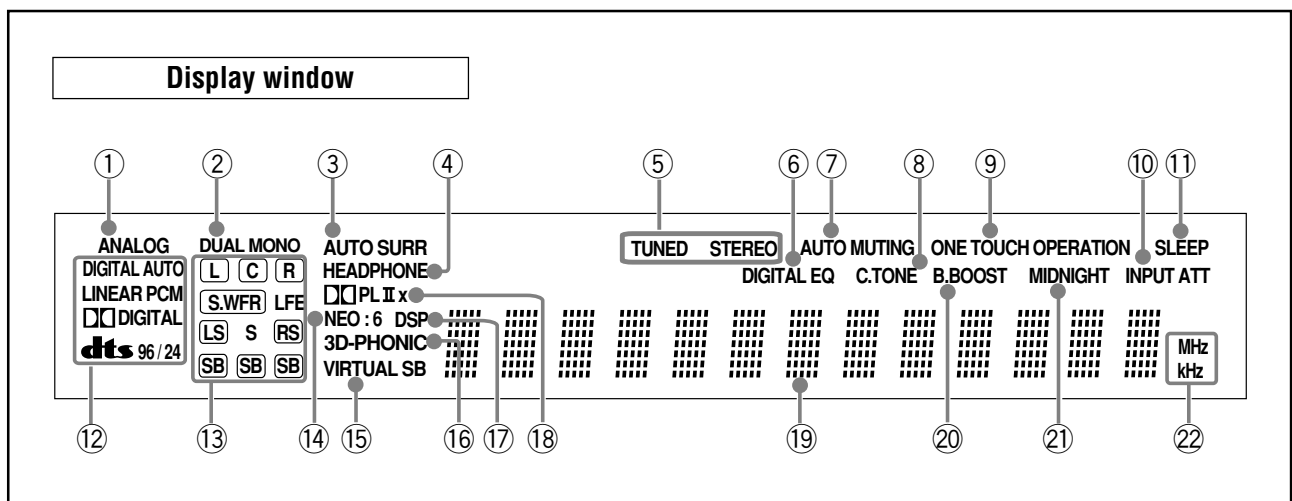 Display window
① ② ③ ④ ⑤ ⑥ ⑦ ⑧ ⑨ ⑩ ⑪
ANALOG DUAL MONO AUTO SURR TUNED STEREO AUTO MUTING ONE TOUCH OPERATION SLEEP
DIGITAL AUTO L C R HEADPHONE DIGITAL EQ C.TONE B.BOOST MIDNIGHT INPUT ATT
LINEAR PCM S.WFR LFE PL II x
DIGITAL NEO : 6 DSP
dts 96 / 24 LS S RS 3D-PHONIC MHz
SB SB SB VIRTUAL SB kHz
⑫ ⑬ ⑭ ⑮ ⑯ ⑰ ⑱ ⑲ ⑳ ㉑ ㉒